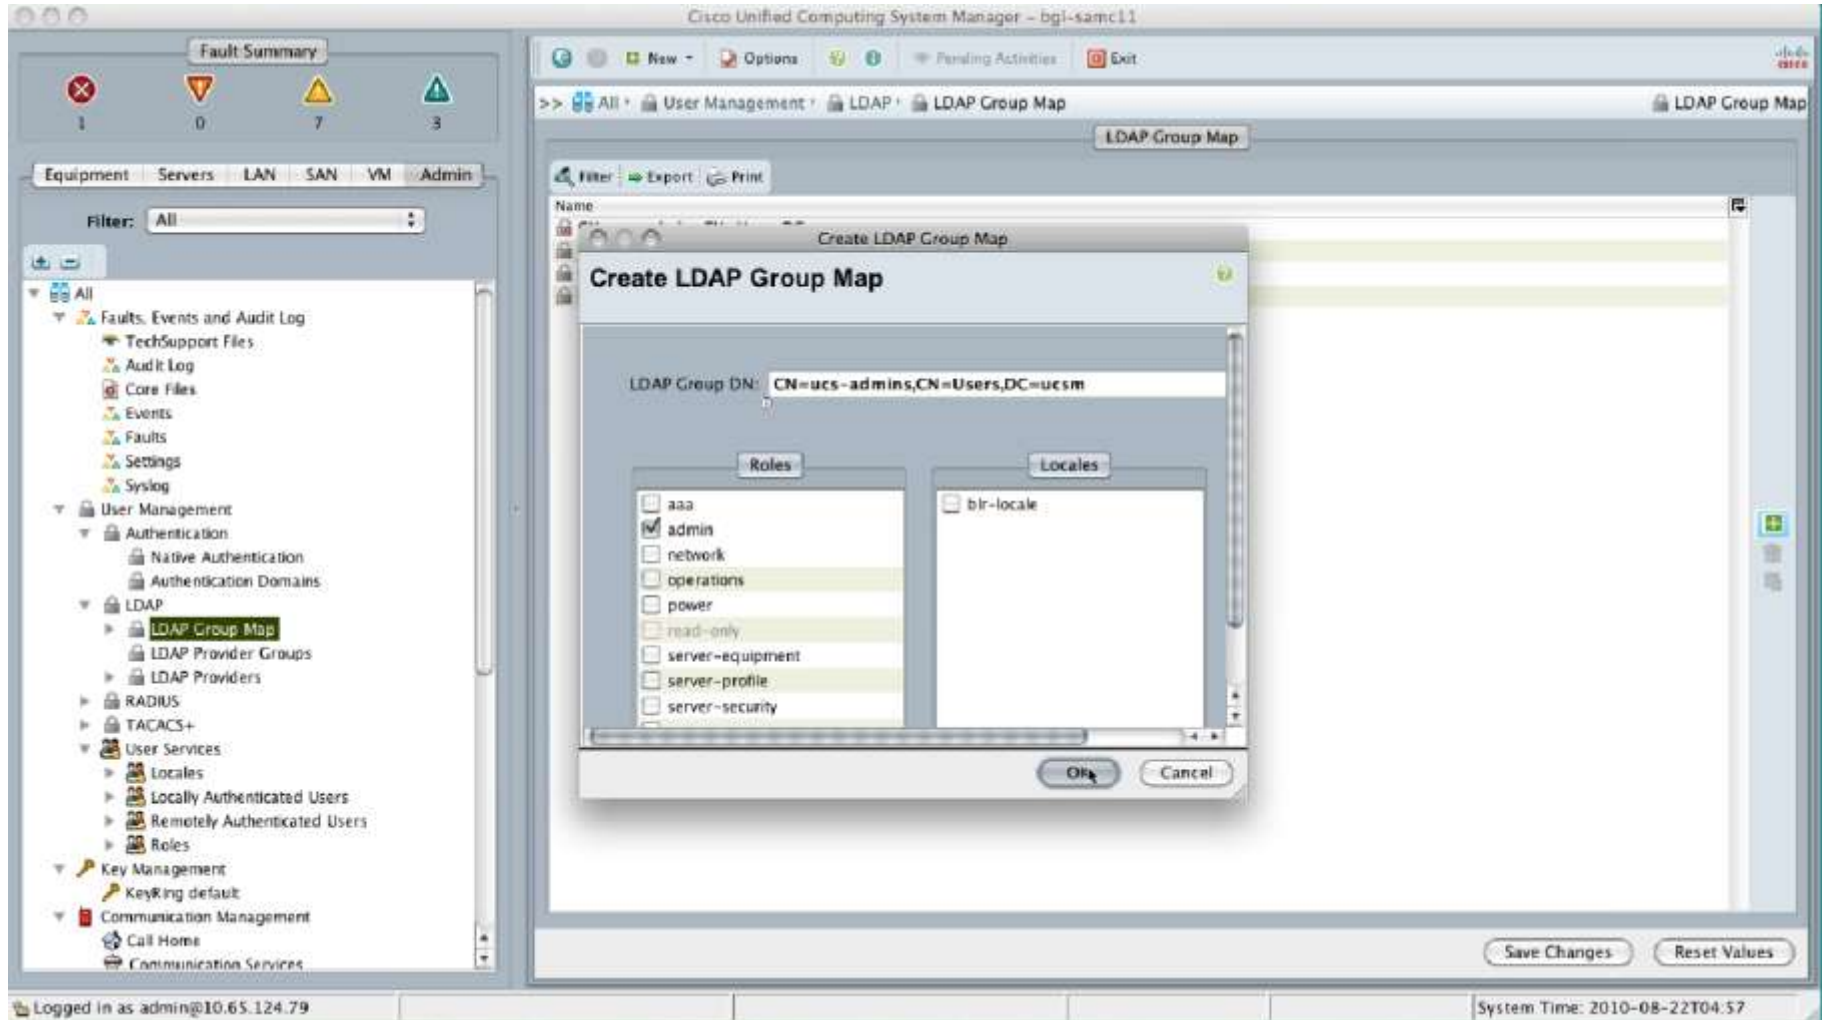 Cisco Unified Computing System Manager - bgl-samc11
Fault Summary
1 0 7 3
Equipment Servers LAN SAN VM Admin
Filter: All
All
Faults, Events and Audit Log
TechSupport Files
Audit Log
Core Files
Events
Faults
Settings
Syslog
User Management
Authentication
Native Authentication
Authentication Domains
LDAP
LDAP Group Map
LDAP Provider Groups
LDAP Providers
RADIUS
TACACS+
User Services
Locales
Locally Authenticated Users
Remotely Authenticated Users
Roles
Key Management
KeyRing default
Communication Management
Call Home
Communication Services
New Options Pending Activities Exit
cisco
>> All User Management LDAP LDAP Group Map
LDAP Group Map
LDAP Group Map
Filter Export Print
Name
Create LDAP Group Map
Create LDAP Group Map
LDAP Group DN: CN=ucs-admins,CN=Users,DC=ucsm
Roles
aaa
admin
network
operations
power
read-only
server-equipment
server-profile
server-security
Locales
blr-locale
OK Cancel
Save Changes Reset Values
Logged in as admin@10.65.124.79
System Time: 2010-08-22T04:57